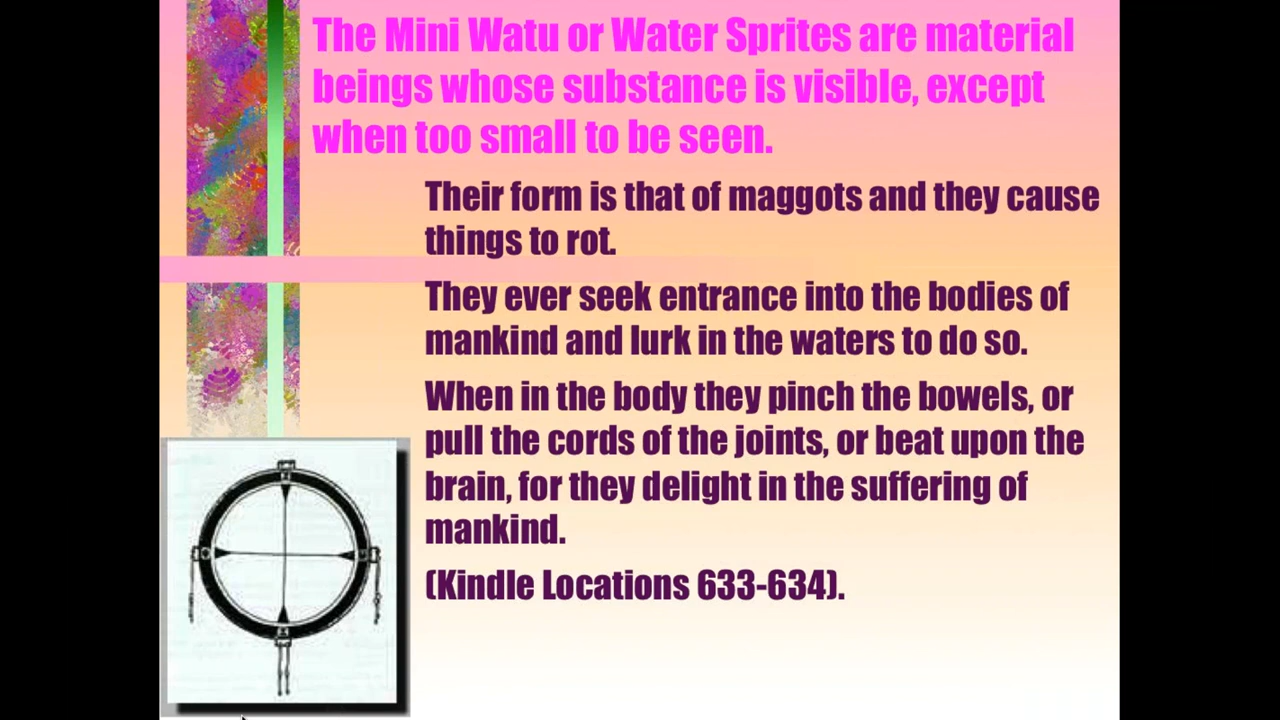 The Mini Watu or Water Sprites are material
beings whose substance is visible, except
when too small to be seen.
Their form is that of maggots and they cause
things to rot.
They ever seek entrance into the bodies of
mankind and lurk in the waters to do so.
When in the body they pinch the bowels, or
pull the cords of the joints, or beat upon the
brain, for they delight in the suffering of
mankind.
(Kindle Locations 633-634).